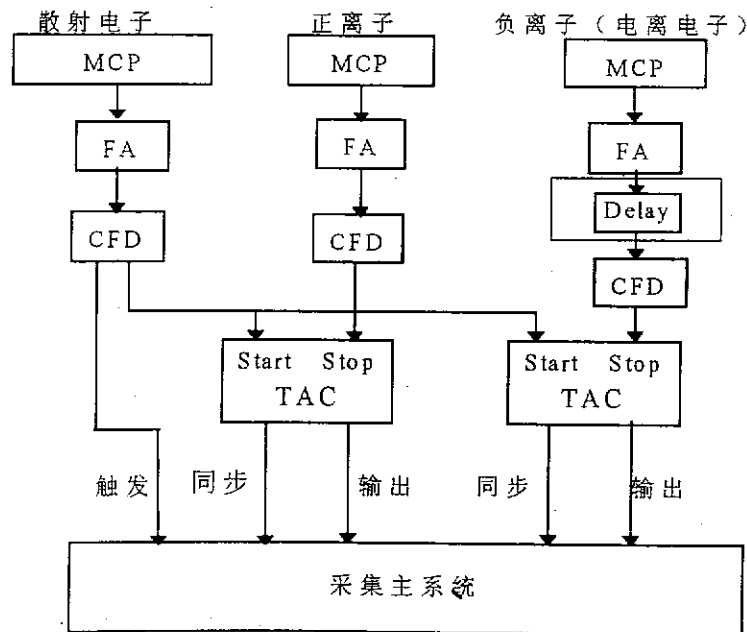 散射电子 正离子 负离子（电离电子）
MCP MCP MCP
FA FA FA
Delay
CFD CFD
CFD
Start Stop Start Stop
TAC TAC
触发 同步 输出 同步 输出
采集主系统